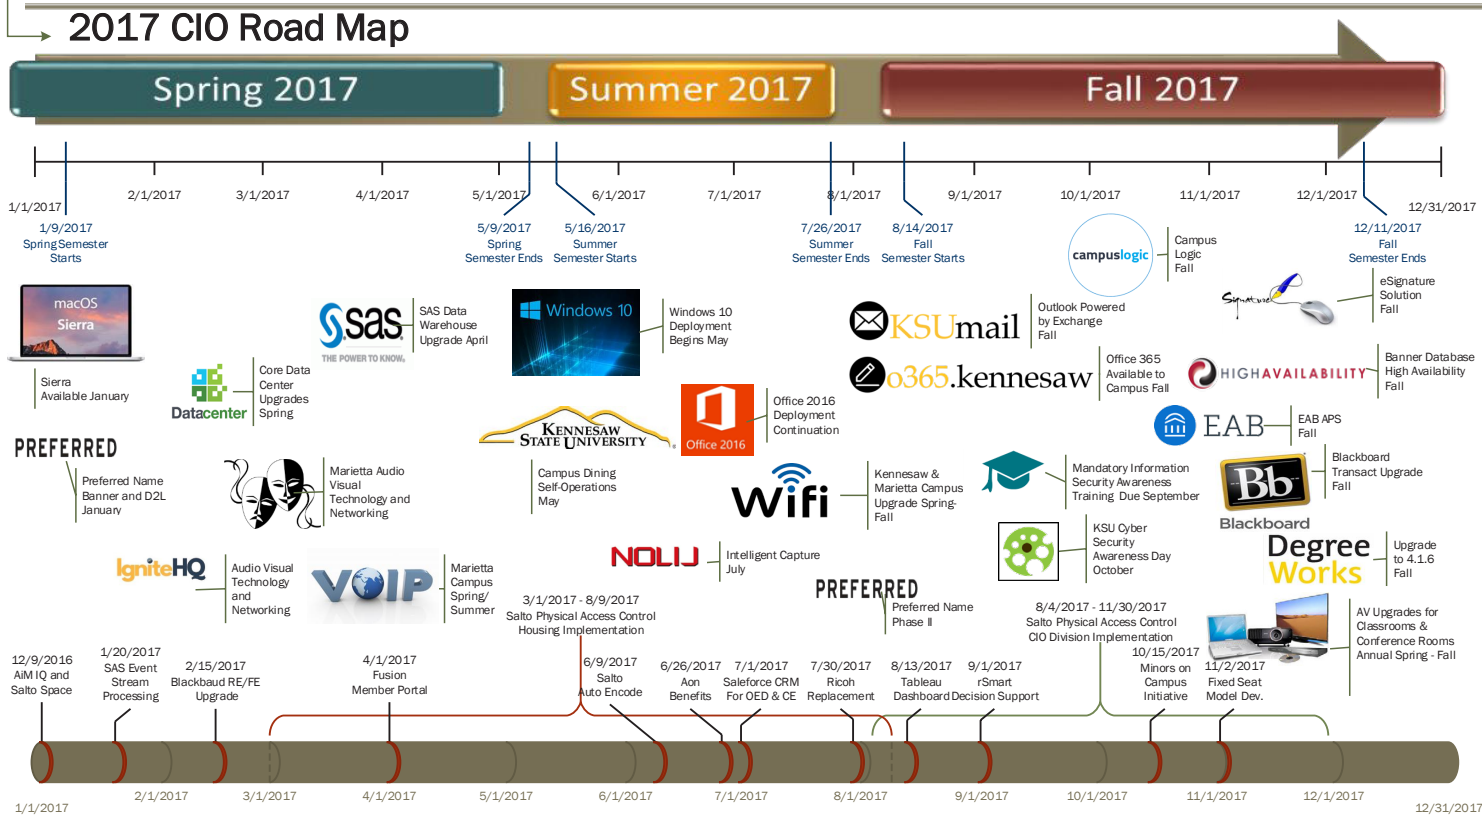 2017 CIO Road Map
Spring 2017
Summer 2017
Fall 2017
1/1/2017
2/1/2017
3/1/2017
4/1/2017
5/1/2017
6/1/2017
7/1/2017
8/1/2017
9/1/2017
10/1/2017
11/1/2017
12/1/2017
12/31/2017
1/9/2017
Spring Semester
Starts
5/9/2017
Spring
Semester Ends
5/16/2017
Summer
Semester Starts
7/26/2017
Summer
Semester Ends
8/14/2017
Fall
Semester Starts
12/11/2017
Fall
Semester Ends
campuslogic
Campus
Logic
Fall
macOS
Sierra
Sierra
Available January
sas
THE POWER TO KNOW.
SAS Data
Warehouse
Upgrade April
Windows 10
Windows 10
Deployment
Begins May
KSUmail
Outlook Powered
by Exchange
Fall
Signature
eSignature
Solution
Fall
Datacenter
Core Data
Center
Upgrades
Spring
o365.kennesaw
Office 365
Available to
Campus Fall
HIGHAVAILABILITY
Banner Database
High Availability
Fall
KENNESAW
STATE UNIVERSITY
Campus Dining
Self-Operations
May
Office 2016
Office 2016
Deployment
Continuation
EAB
EAB APS
Fall
PREFERRED
Preferred Name
Banner and D2L
January
Marietta Audio
Visual
Technology and
Networking
Wifi
Kennesaw &
Marietta Campus
Upgrade Spring-
Fall
Mandatory Information
Security Awareness
Training Due September
Bb
Blackboard
Blackboard
Transact Upgrade
Fall
IgniteHQ
Audio Visual
Technology
and
Networking
VOIP
Marietta
Campus
Spring/
Summer
NOLIJ
Intelligent Capture
July
KSU Cyber
Security
Awareness Day
October
Degree
Works
Upgrade
to 4.1.6
Fall
PREFERRED
Preferred Name
Phase II
AV Upgrades for
Classrooms &
Conference Rooms
Annual Spring - Fall
3/1/2017 - 8/9/2017
Salto Physical Access Control
Housing Implementation
8/4/2017 - 11/30/2017
Salto Physical Access Control
CIO Division Implementation
12/9/2016
AiM IQ and
Salto Space
1/20/2017
SAS Event
Stream
Processing
2/15/2017
Blackbaud RE/FE
Upgrade
4/1/2017
Fusion
Member Portal
6/9/2017
Salto
Auto Encode
6/26/2017
Aon
Benefits
7/1/2017
Saleforce CRM
For OED & CE
7/30/2017
Ricoh
Replacement
8/13/2017
Tableau
Dashboard
9/1/2017
rSmart
Decision Support
10/15/2017
Minors on
Campus
Initiative
11/2/2017
Fixed Seat
Model Dev.
1/1/2017
2/1/2017
3/1/2017
4/1/2017
5/1/2017
6/1/2017
7/1/2017
8/1/2017
9/1/2017
10/1/2017
11/1/2017
12/1/2017
12/31/2017